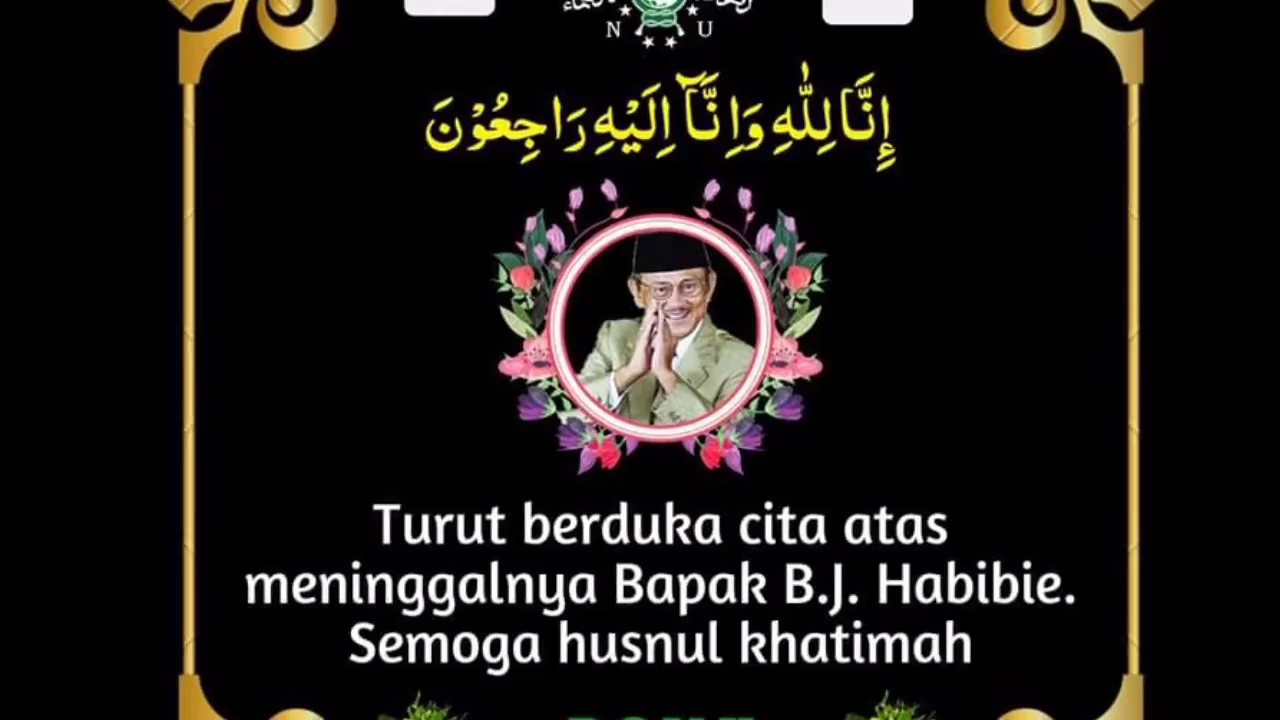 N U
إِنَّا لِلّٰهِ وَاِنَّآ اِلَيْهِ رَاجِعُوْنَ
Turut berduka cita atas
meninggalnya Bapak B.J. Habibie.
Semoga husnul khatimah